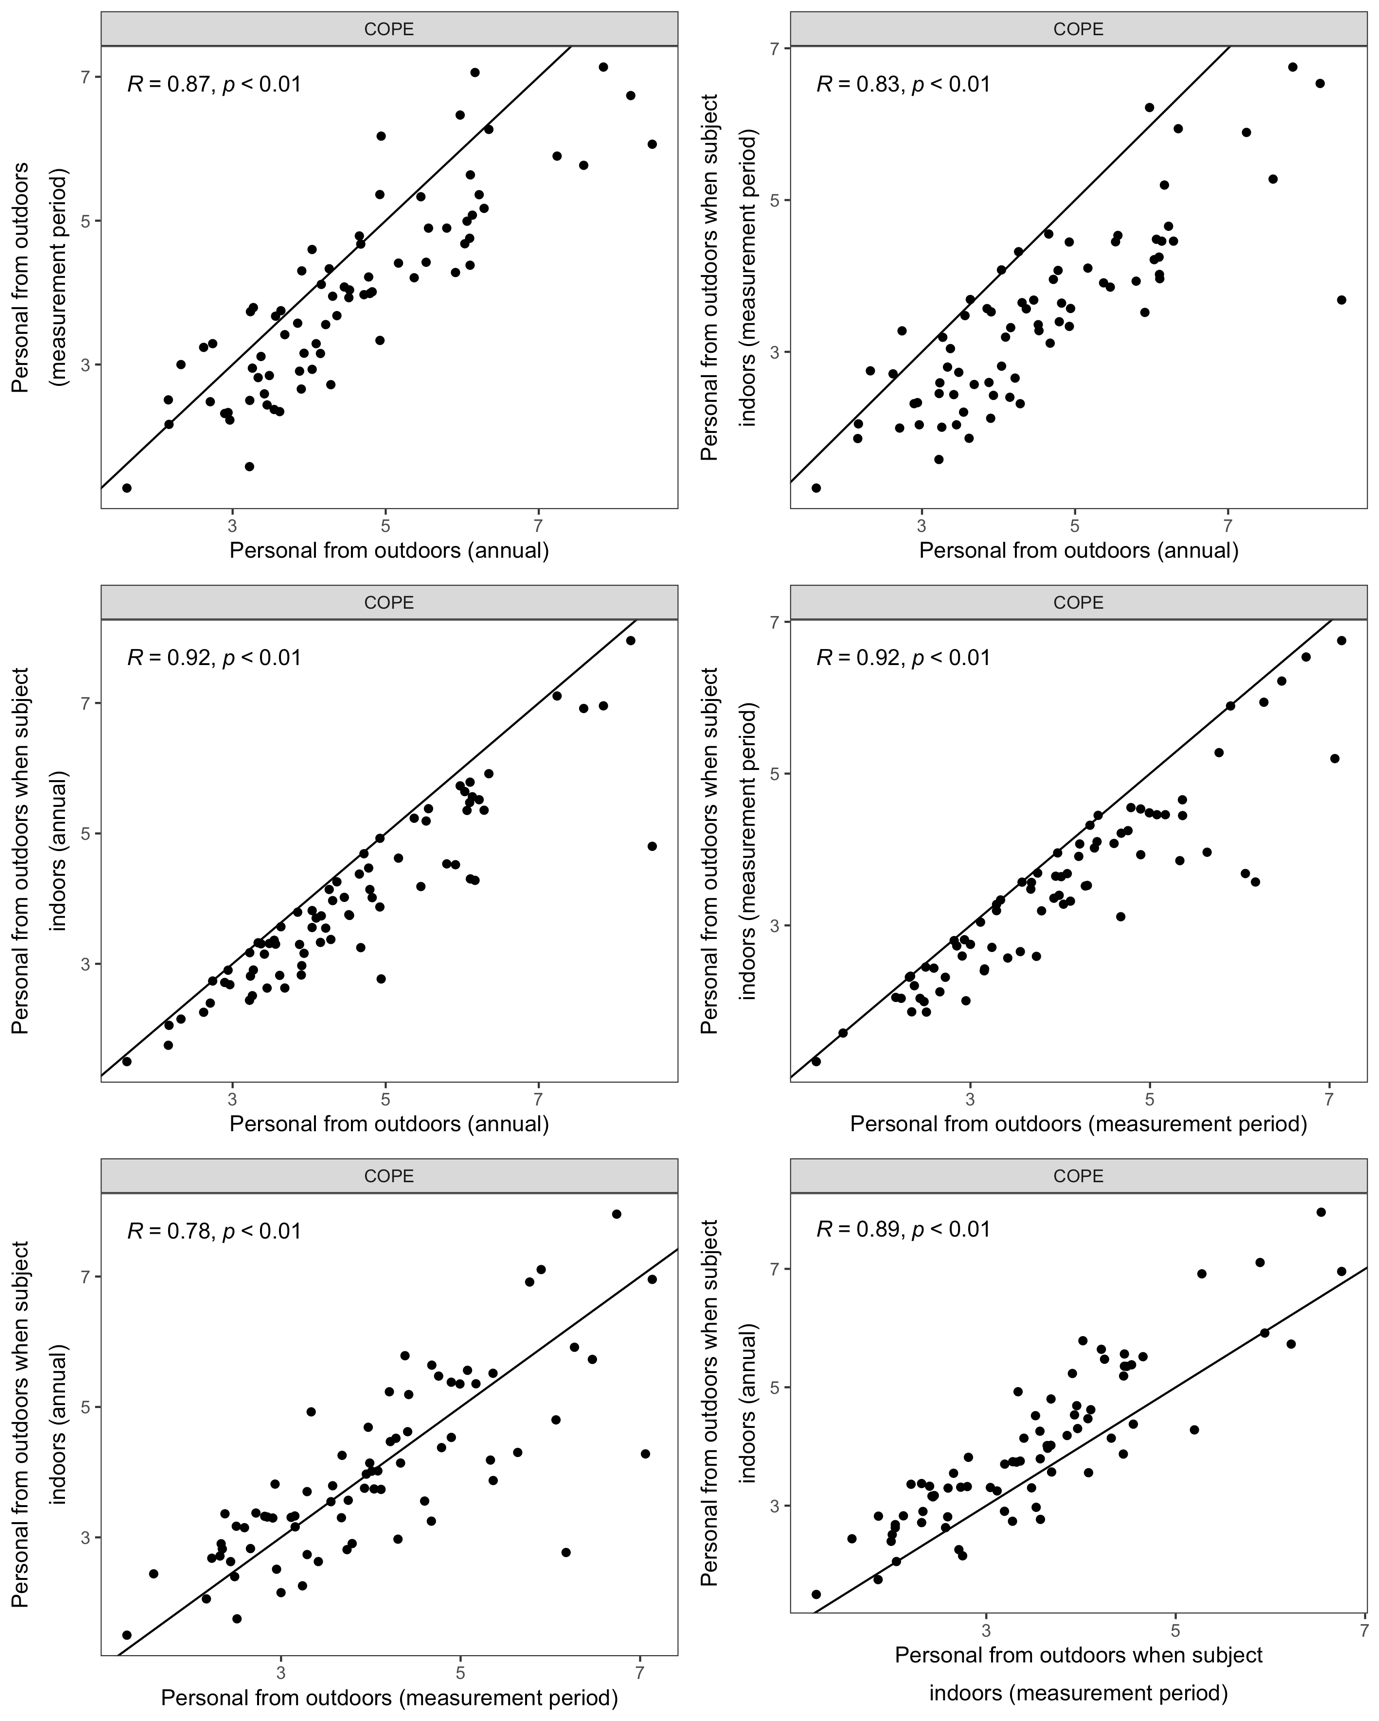 COPE
R = 0.87, p < 0.01
Personal from outdoors
(measurement period)
7
5
3
3 5 7
Personal from outdoors (annual)
COPE
R = 0.83, p < 0.01
Personal from outdoors when subject
indoors (measurement period)
7
5
3
3 5 7
Personal from outdoors (annual)
COPE
R = 0.92, p < 0.01
Personal from outdoors when subject
indoors (annual)
7
5
3
3 5 7
Personal from outdoors (annual)
COPE
R = 0.92, p < 0.01
Personal from outdoors when subject
indoors (measurement period)
7
5
3
3 5 7
Personal from outdoors (measurement period)
COPE
R = 0.78, p < 0.01
Personal from outdoors when subject
indoors (annual)
7
5
3
3 5 7
Personal from outdoors (measurement period)
COPE
R = 0.89, p < 0.01
Personal from outdoors when subject
indoors (annual)
7
5
3
3 5 7
Personal from outdoors when subject
indoors (measurement period)